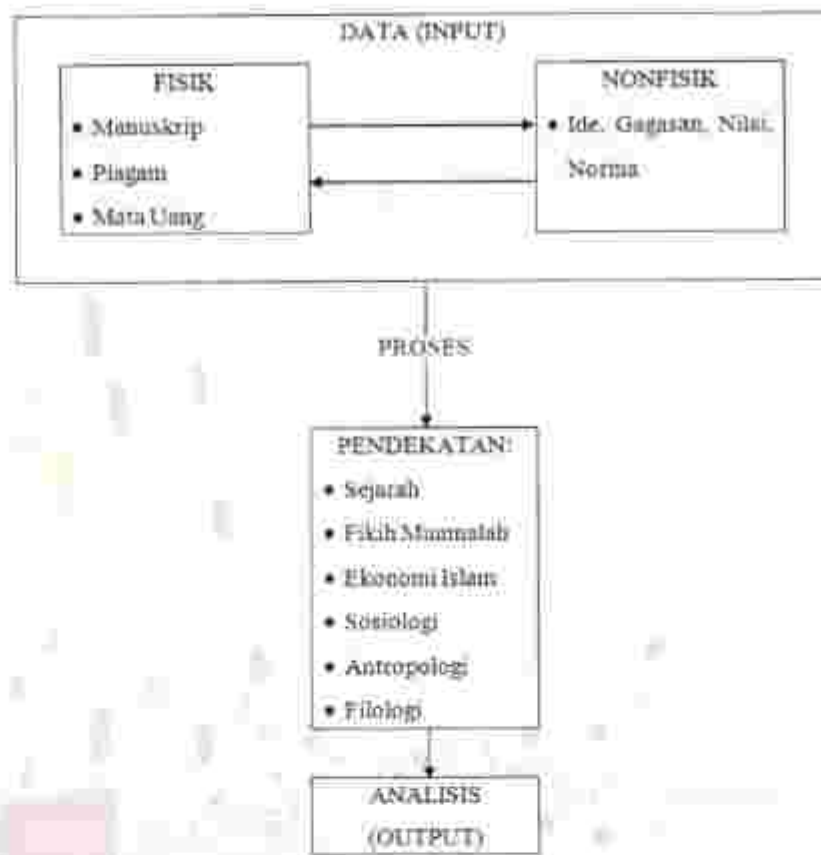 DATA (INPUT)
FISIK
• Manuskrip
• Piagam
• Mata Uang
NONFISIK
• Ide, Gagasan, Nilai,
Norma
PROSES
PENDEKATAN:
• Sejarah
• Fikih Muamalah
• Ekonomi Islam
• Sosiologi
• Antropologi
• Filologi
ANALISIS
(OUTPUT)